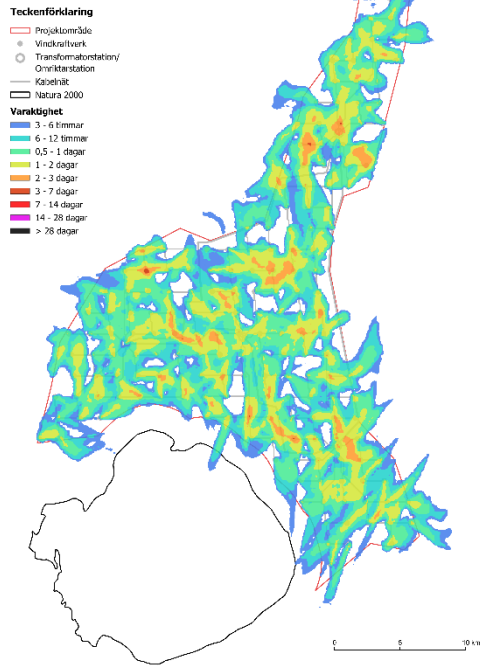 Teckenförklaring
Projektområde
Vindkraftverk
Transformatorstation/
Omriktarstation
Kabelnät
Natura 2000
Varaktighet
3 - 6 timmar
6 - 12 timmar
0,5 - 1 dagar
1 - 2 dagar
2 - 3 dagar
3 - 7 dagar
7 - 14 dagar
14 - 28 dagar
> 28 dagar
0 5 10 km